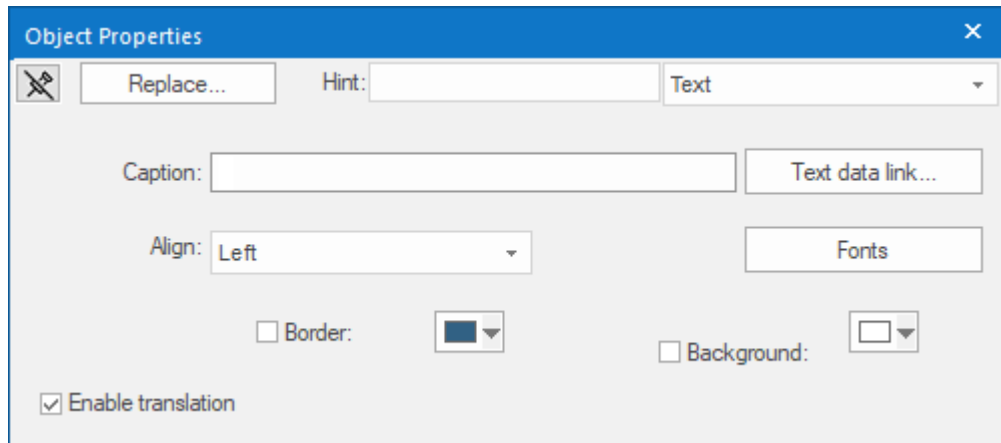 Object Properties
Replace... Hint: Text
Caption: Text data link...
Align: Left Fonts
Border: Background:
Enable translation